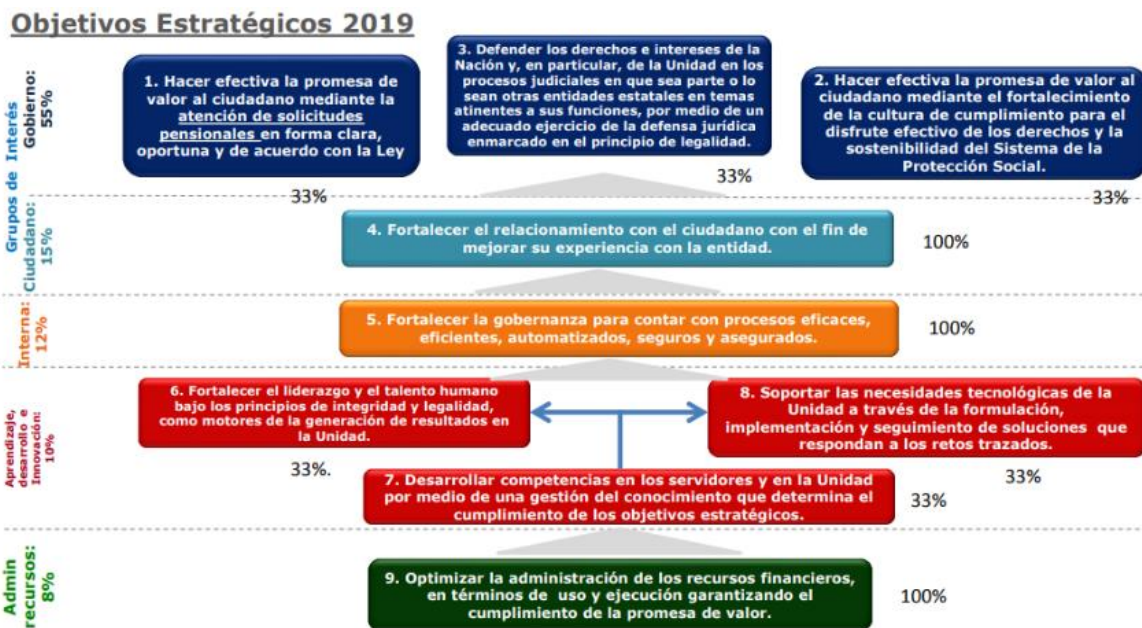 Objetivos Estratégicos 2019
Grupos de Interés
Gobierno:
55%
1. Hacer efectiva la promesa de
valor al ciudadano mediante la
atención de solicitudes
pensionales en forma clara,
oportuna y de acuerdo con la Ley
33%
3. Defender los derechos e intereses de la
Nación y, en particular, de la Unidad en los
procesos judiciales en que sea parte o lo
sean otras entidades estatales en temas
atinentes a sus funciones, por medio de un
adecuado ejercicio de la defensa jurídica
enmarcado en el principio de legalidad.
33%
2. Hacer efectiva la promesa de valor al
ciudadano mediante el fortalecimiento
de la cultura de cumplimiento para el
disfrute efectivo de los derechos y la
sostenibilidad del Sistema de la
Protección Social.
33%
Ciudadano:
15%
4. Fortalecer el relacionamiento con el ciudadano con el fin de
mejorar su experiencia con la entidad.
100%
Interna:
12%
5. Fortalecer la gobernanza para contar con procesos eficaces,
eficientes, automatizados, seguros y asegurados.
100%
Aprendizaje,
desarrollo e
Innovación:
10%
6. Fortalecer el liderazgo y el talento humano
bajo los principios de integridad y legalidad,
como motores de la generación de resultados en
la Unidad.
33%.
8. Soportar las necesidades tecnológicas de la
Unidad a través de la formulación,
implementación y seguimiento de soluciones que
respondan a los retos trazados.
33%
7. Desarrollar competencias en los servidores y en la Unidad
por medio de una gestión del conocimiento que determina el
cumplimiento de los objetivos estratégicos.
33%
Admin
recursos:
8%
9. Optimizar la administración de los recursos financieros,
en términos de uso y ejecución garantizando el
cumplimiento de la promesa de valor.
100%